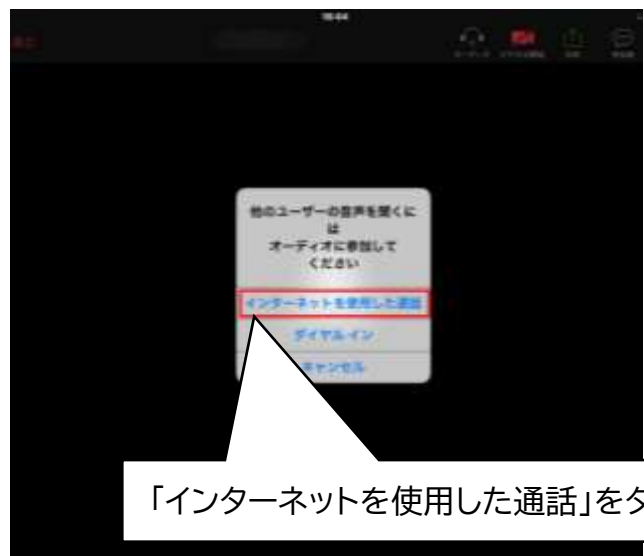 他のユーザーの音声を聞くに
は
オーディオに参加して
ください
インターネットを使用した通話
ダイヤルイン
キャンセル
「インターネットを使用した通話」をタ